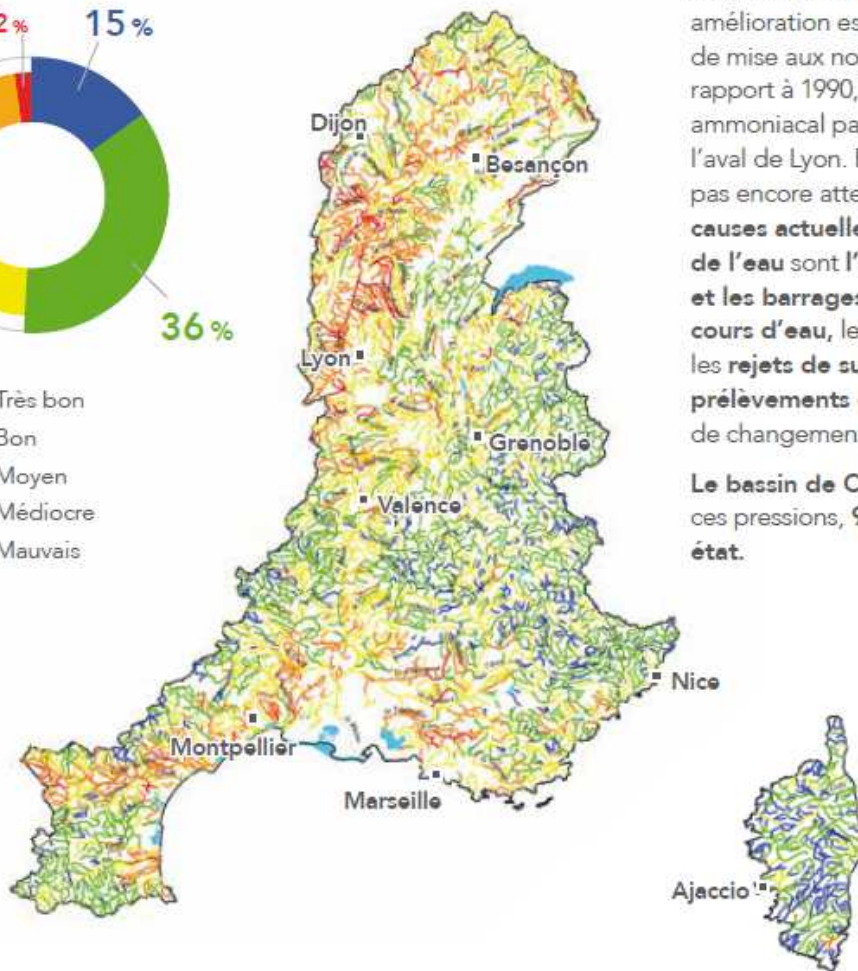 2 %
15 %
36 %
Très bon
Bon
Moyen
Médiocre
Mauvais
Dijon
Besançon
Lyon
Grenoble
Valence
Nice
Montpellier
Marseille
Ajaccio
amélioration es
de mise aux no
rapport à 1990,
ammoniacal pa
l’aval de Lyon.
pas encore atte
causes actuelle
de l’eau sont l’
et les barrages
cours d’eau, le
les rejets de su
prélèvements
de changemen
Le bassin de C
ces pressions, 9
état.